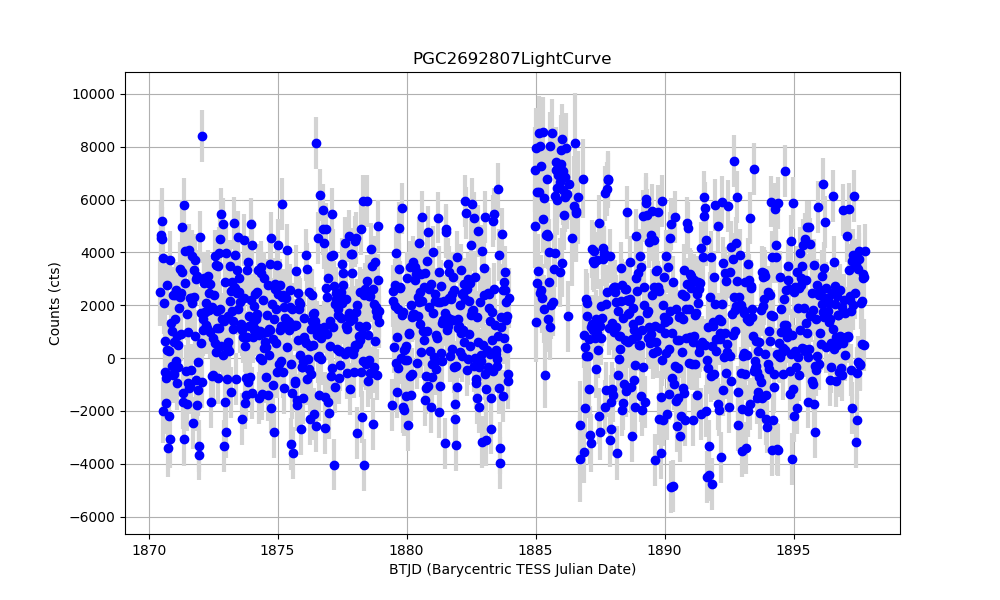 PGC2692807LightCurve
Counts (cts)
10000
8000
6000
4000
2000
0
−2000
−4000
−6000
1870 1875 1880 1885 1890 1895
BTJD (Barycentric TESS Julian Date)